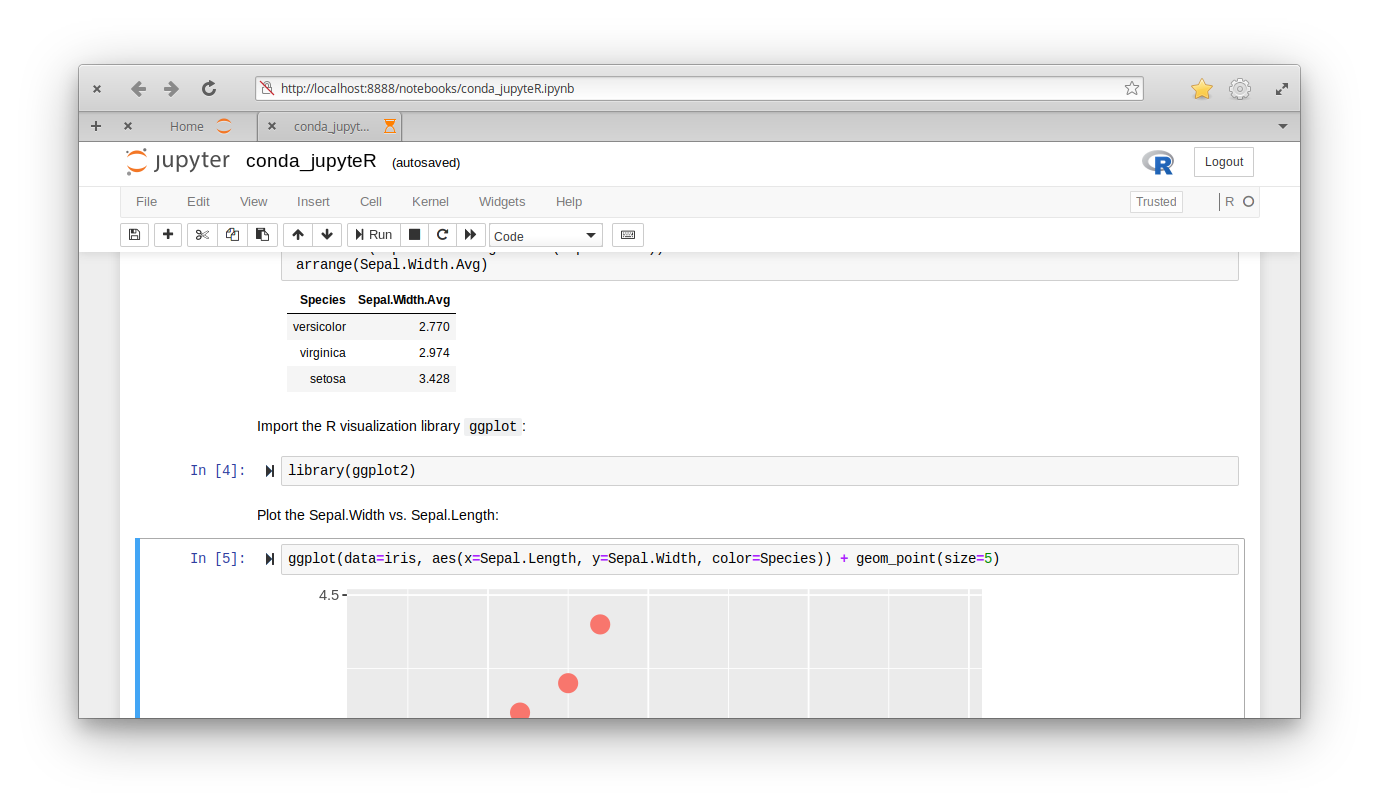 http://localhost:8888/notebooks/conda_jupyteR.ipynb
Home
conda_jupyt...
jupyter conda_jupyteR (autosaved)
R
Logout
File Edit View Insert Cell Kernel Widgets Help
Trusted
R
Run
Code
arrange(Sepal.Width.Avg)
Species Sepal.Width.Avg
versicolor 2.770
virginica 2.974
setosa 3.428
Import the R visualization library ggplot:
In [4]: library(ggplot2)
Plot the Sepal.Width vs. Sepal.Length:
In [5]: ggplot(data=iris, aes(x=Sepal.Length, y=Sepal.Width, color=Species)) + geom_point(size=5)
4.5